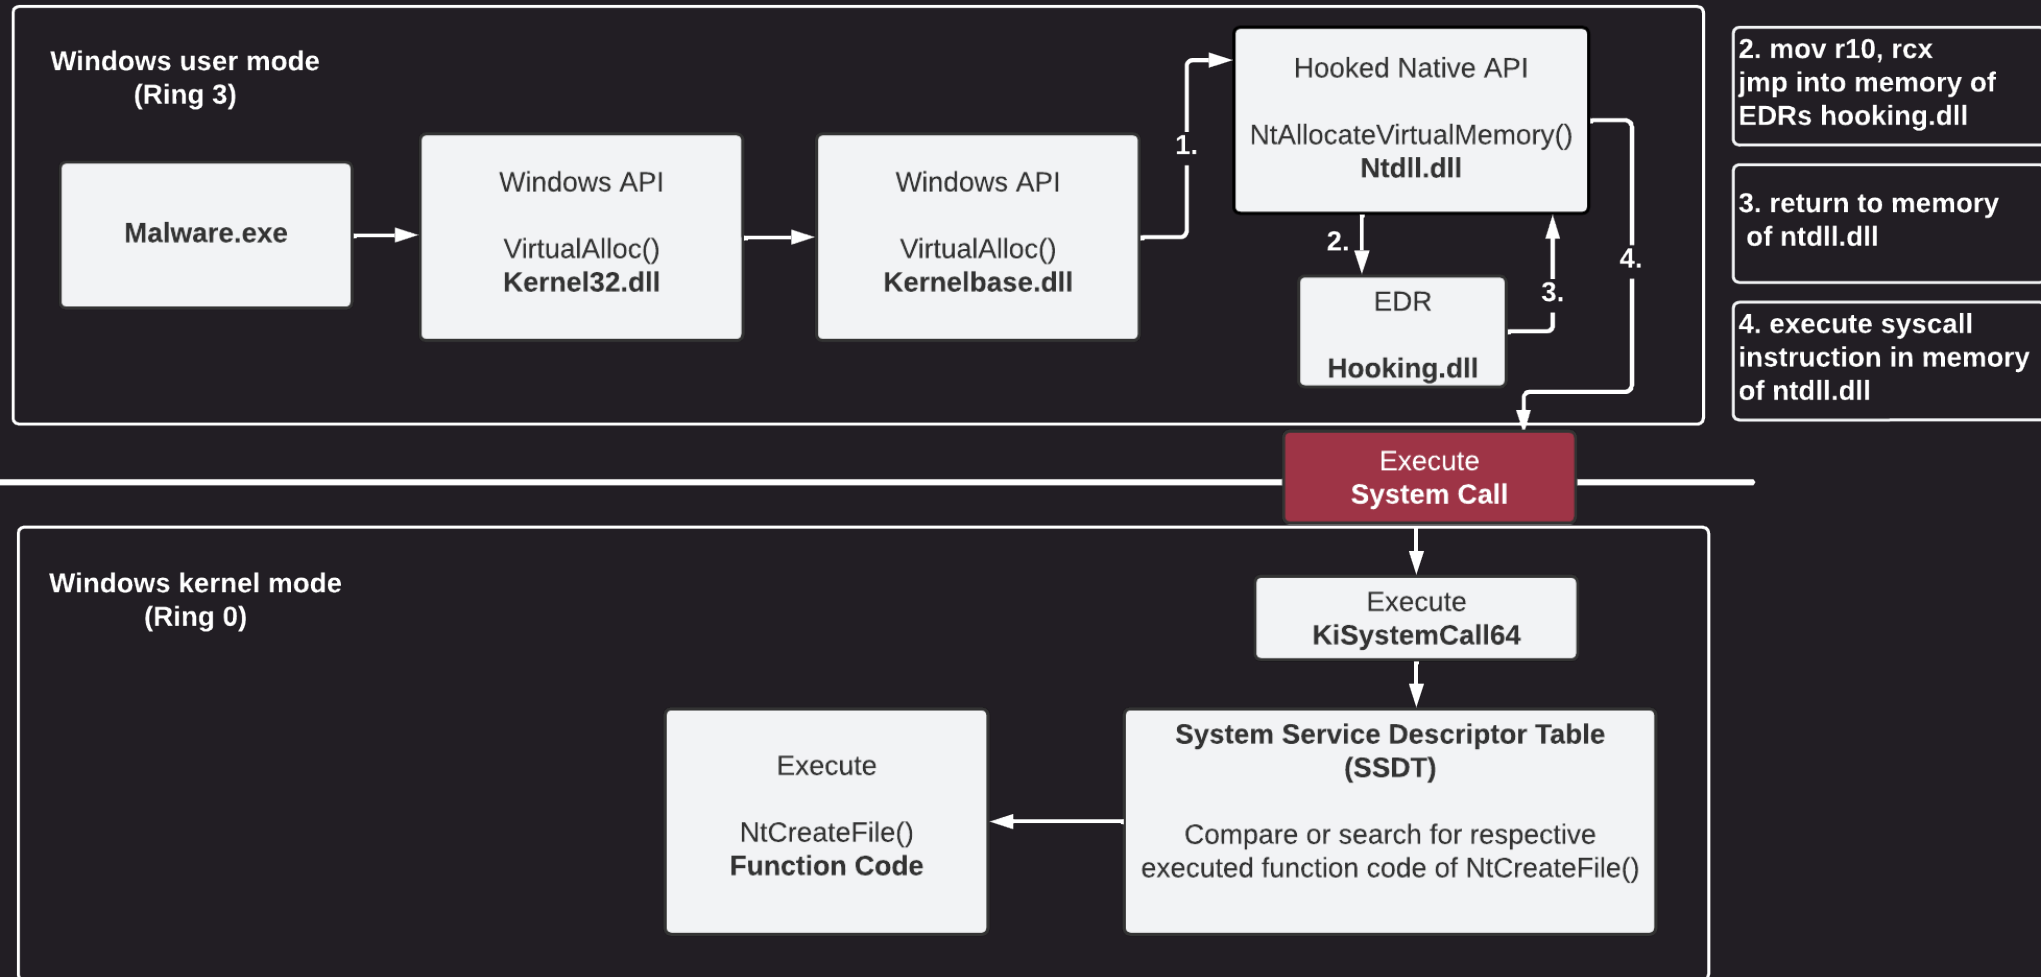 Windows user mode
(Ring 3)
Malware.exe
Windows API
VirtualAlloc()
Kernel32.dll
Windows API
VirtualAlloc()
Kernelbase.dll
1.
Hooked Native API
NtAllocateVirtualMemory()
Ntdll.dll
2.
3.
4.
EDR
Hooking.dll
2. mov r10, rcx
jmp into memory of
EDRs hooking.dll
3. return to memory
of ntdll.dll
4. execute syscall
instruction in memory
of ntdll.dll
Execute
System Call
Windows kernel mode
(Ring 0)
Execute
KiSystemCall64
System Service Descriptor Table
(SSDT)
Compare or search for respective
executed function code of NtCreateFile()
Execute
NtCreateFile()
Function Code